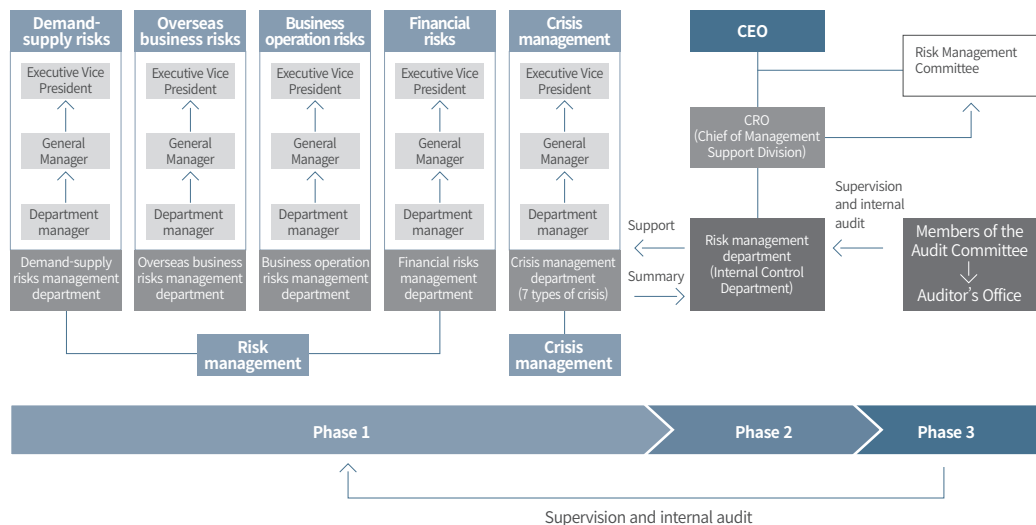 Demand-
supply risks
Executive Vice
President
General
Manager
Department
manager
Demand-supply
risks management
department
Overseas
business risks
Executive Vice
President
General
Manager
Department
manager
Overseas business
risks management
department
Business
operation risks
Executive Vice
President
General
Manager
Department
manager
Business operation
risks management
department
Financial
risks
Executive Vice
President
General
Manager
Department
manager
Financial risks
management
department
Risk
management
Crisis
management
Executive Vice
President
General
Manager
Department
manager
Crisis management
department
(7 types of crisis)
Crisis
management
Support
Summary
CEO
Risk Management
Committee
CRO
(Chief of Management
Support Division)
Risk management
department
(Internal Control
Department)
Supervision
and internal
audit
Members of the
Audit Committee
Auditor's Office
Phase 1
Phase 2
Phase 3
Supervision and internal audit